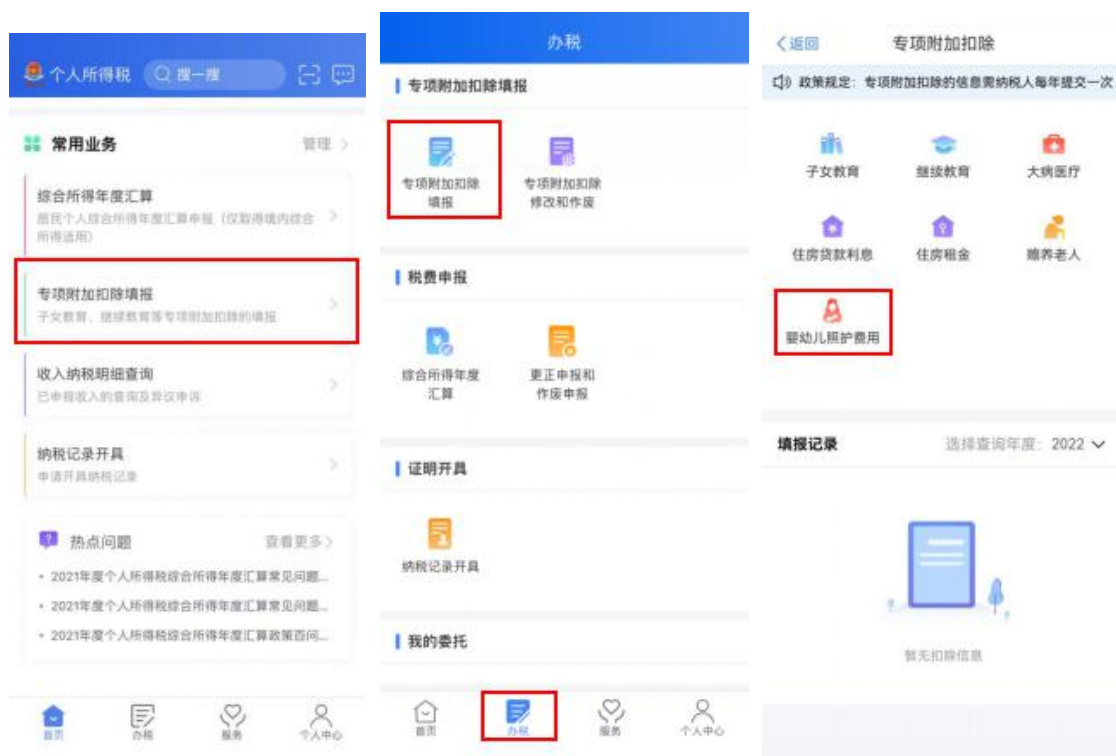 个人所得税
搜一搜
常用业务
管理
综合所得年度汇算
居民个人综合所得年度汇算申报（仅取得境内综合
所得适用）
专项附加扣除填报
子女教育、继续教育等专项附加扣除的填报
收入纳税明细查询
已申报收入的查询及异议申诉
纳税记录开具
申请开具纳税记录
热点问题
查看更多
• 2021年度个人所得税综合所得年度汇算常见问题...
• 2021年度个人所得税综合所得年度汇算常见问题...
• 2021年度个人所得税综合所得年度汇算政策百问...
首页
办税
服务
个人中心
办税
专项附加扣除填报
专项附加扣除
填报
专项附加扣除
修改和作废
税费申报
综合所得年度
汇算
更正申报和
作废申报
证明开具
纳税记录开具
我的委托
首页
办税
服务
个人中心
返回
专项附加扣除
政策规定：专项附加扣除的信息需纳税人每年提交一次
子女教育
继续教育
大病医疗
住房贷款利息
住房租金
赡养老人
婴幼儿照护费用
填报记录
选择查询年度: 2022
暂无扣除信息